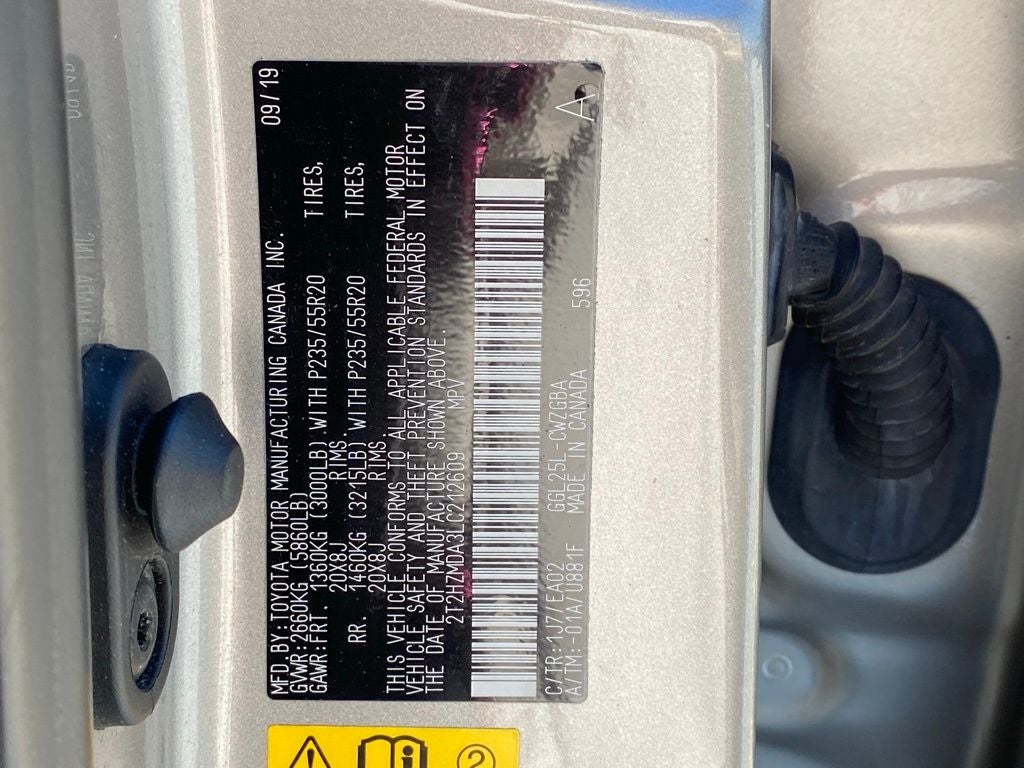 MFD.BY:TOYOTA MOTOR MANUFACTURING CANADA INC. 09/19
GVWR:2660KG (5860LB)
GAWR:FRT. 1360KG (3000LB) WITH P235/55R20 TIRES,
20X8J RIMS,
RR. 1460KG (3215LB) WITH P235/55R20 TIRES,
20X8J RIMS,
THIS VEHICLE CONFORMS TO ALL APPLICABLE FEDERAL MOTOR
VEHICLE SAFETY AND THEFT PREVENTION STANDARDS IN EFFECT ON
THE DATE OF MANUFACTURE SHOWN ABOVE.
2T2HZMDA3LC212609 MPV
C/TR:1J7/EA02 GGL25L-CWZGBA
A/TM:-01A/U881F MADE IN CANADA 596 A